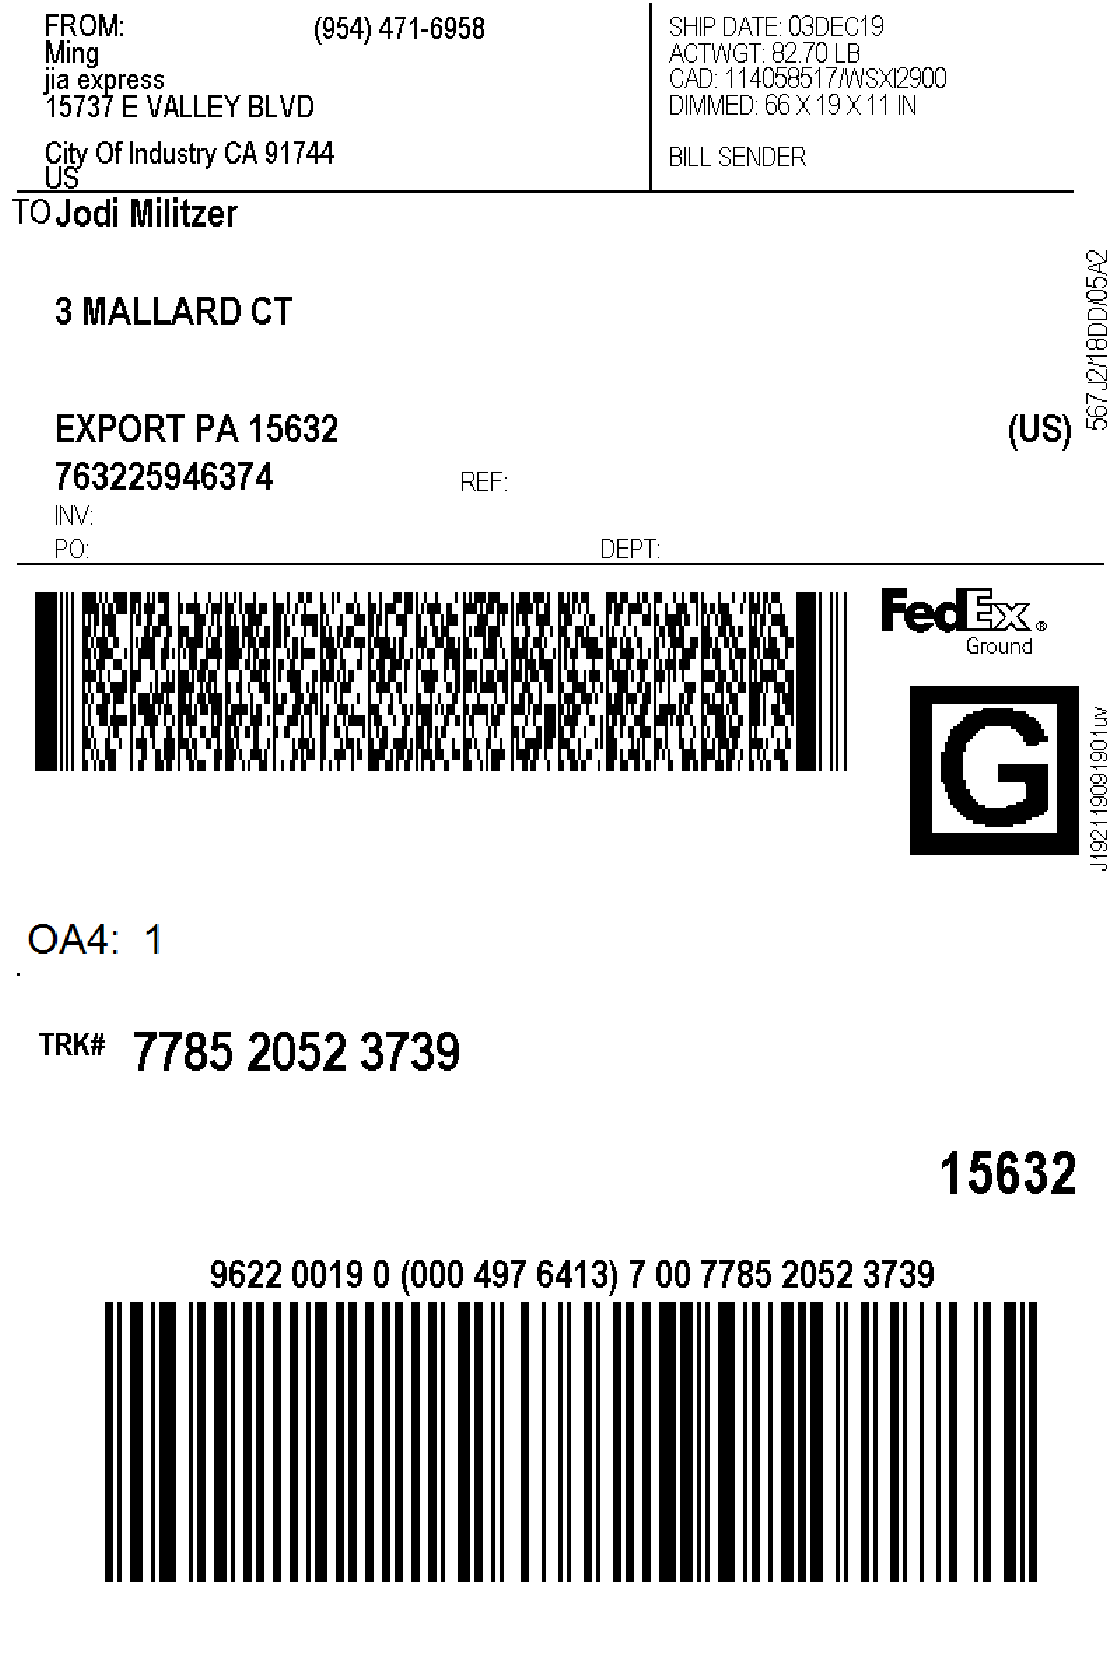 FROM: (954) 471-6958
Ming
jia express
15737 E VALLEY BLVD
City Of Industry CA 91744
US
SHIP DATE: 03DEC19
ACTWGT: 82.70 LB
CAD: 114058517/WSXI2900
DIMMED: 66 X 19 X 11 IN
BILL SENDER
TO Jodi Militzer
3 MALLARD CT
EXPORT PA 15632 (US)
763225946374 REF:
INV:
PO: DEPT:
567J2/18DD/05A2
FedEx®
Ground
G
J192119091901uv
OA4: 1
.
TRK# 7785 2052 3739
15632
9622 0019 0 (000 497 6413) 7 00 7785 2052 3739